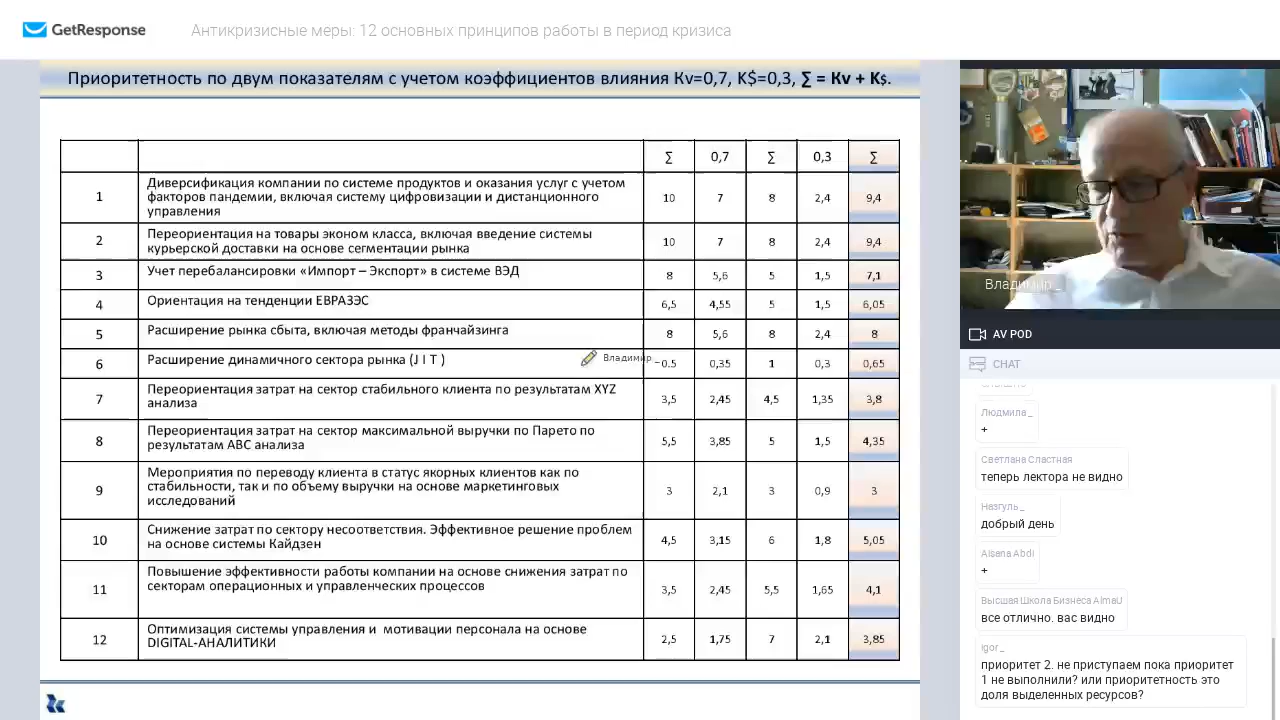 GetResponse
Антикризисные меры: 12 основных принципов работы в период кризиса
Приоритетность по двум показателям с учетом коэффициентов влияния Kv=0,7, K$=0,3, ∑ = Kv + K$.
∑ 0,7 ∑ 0,3 ∑
1 Диверсификация компании по системе продуктов и оказания услуг с учетом
факторов пандемии, включая систему цифровизации и дистанционного
управления
10 7 8 2,4 9,4
2 Переориентация на товары эконом класса, включая введение системы
курьерской доставки на основе сегментации рынка
10 7 8 2,4 9,4
3 Учет перебалансировки «Импорт – Экспорт» в системе ВЭД 8 5,6 5 1,5 7,1
4 Ориентация на тенденции ЕВРАЗЭС 6,5 4,55 5 1,5 6,05
5 Расширение рынка сбыта, включая методы франчайзинга 8 5,6 8 2,4 8
6 Расширение динамичного сектора рынка (J I T ) 0.5 0,35 1 0,3 0,65
Владимир _
7 Переориентация затрат на сектор стабильного клиента по результатам XYZ
анализа
3,5 2,45 4,5 1,35 3,8
8 Переориентация затрат на сектор максимальной выручки по Парето по
результатам АВС анализа
5,5 3,85 5 1,5 4,35
9 Мероприятия по переводу клиента в статус якорных клиентов как по
стабильности, так и по объему выручки на основе маркетинговых
исследований
3 2,1 3 0,9 3
10 Снижение затрат по сектору несоответствия. Эффективное решение проблем
на основе системы Кайдзен
4,5 3,15 6 1,8 5,05
11 Повышение эффективности работы компании на основе снижения затрат по
секторам операционных и управленческих процессов
3,5 2,45 5,5 1,65 4,1
12 Оптимизация системы управления и мотивации персонала на основе
DIGITAL-АНАЛИТИКИ
2,5 1,75 7 2,1 3,85
Владимир _
AV POD
CHAT
Людмила _
+
Светлана Сластная
теперь лектора не видно
Назгуль _
добрый день
Aisana Abdi
+
Высшая Школа Бизнеса AlmaU
все отлично. вас видно
igor _
приоритет 2. не приступаем пока приоритет
1 не выполнили? или приоритетность это
доля выделенных ресурсов?